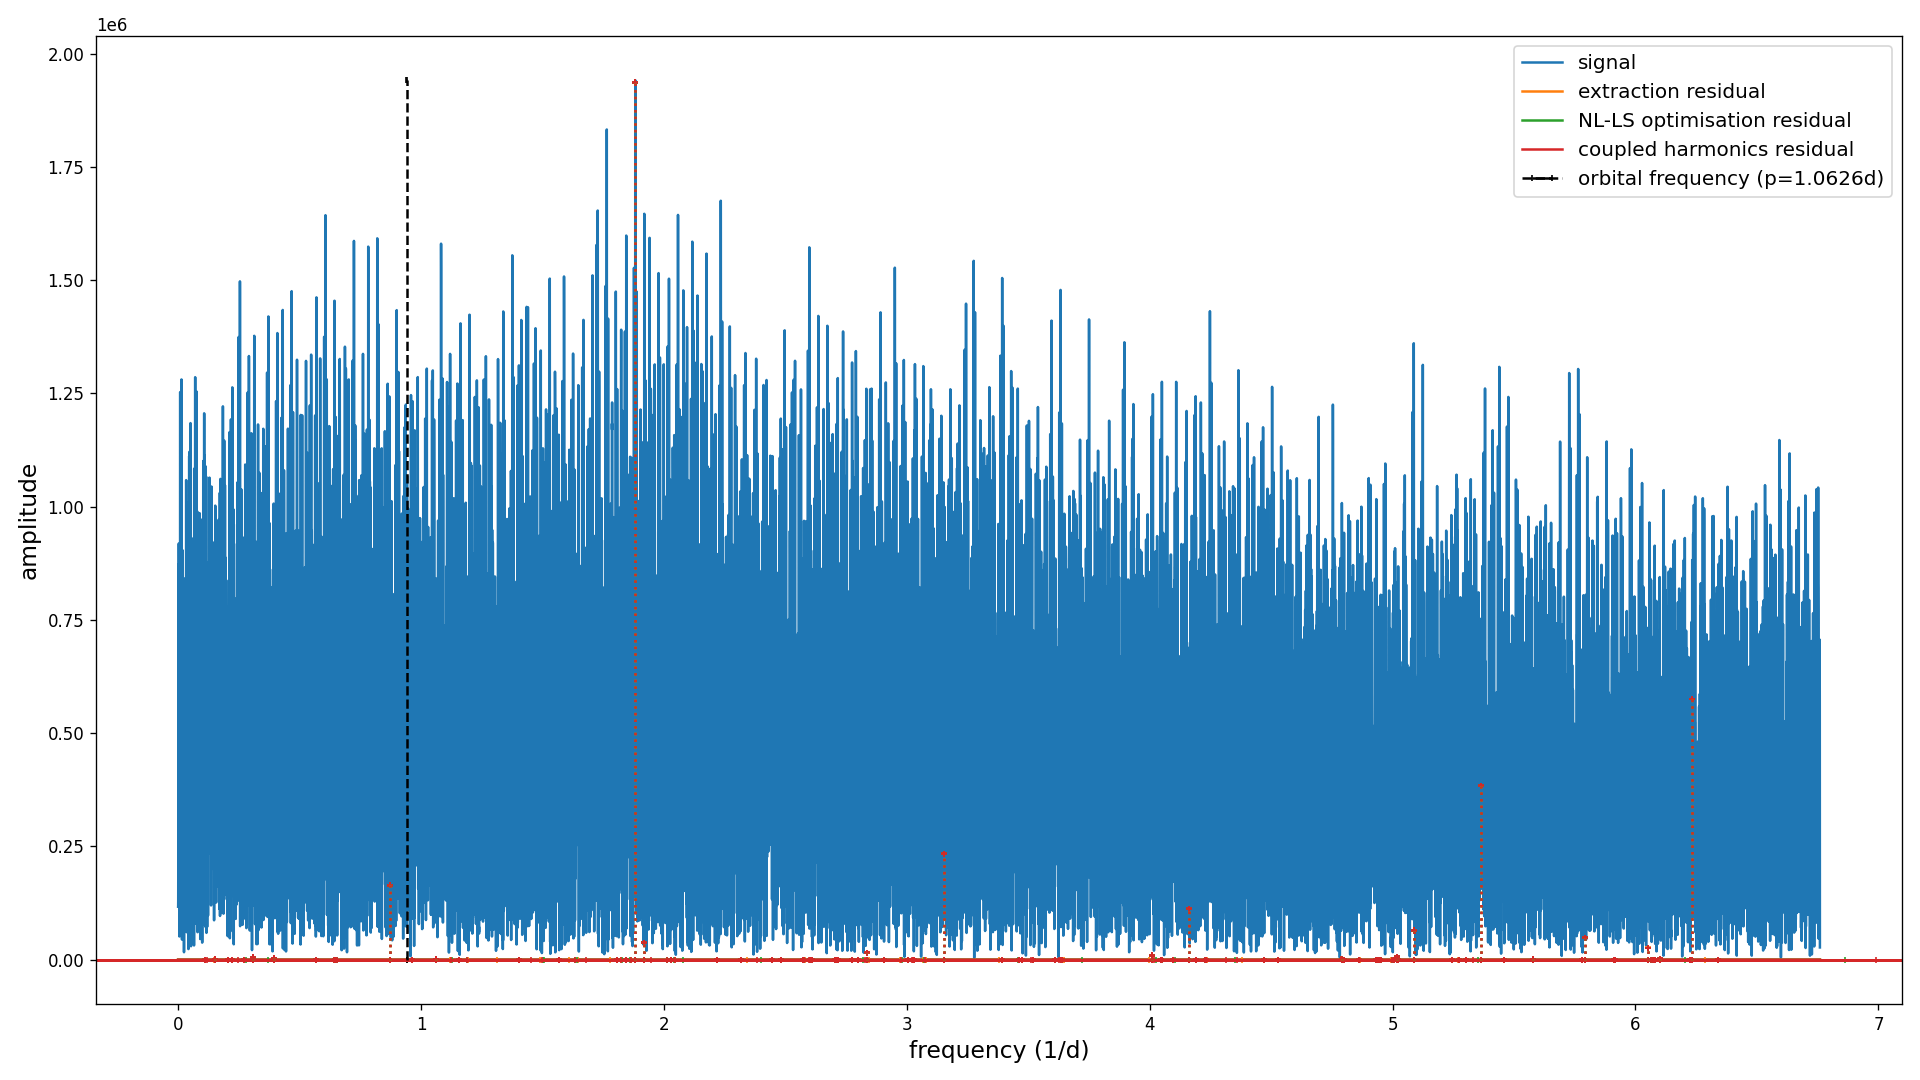 1e6
2.00
1.75
1.50
1.25
1.00
0.75
0.50
0.25
0.00
amplitude
signal
extraction residual
NL-LS optimisation residual
coupled harmonics residual
orbital frequency (p=1.0626d)
0 1 2 3 4 5 6 7
frequency (1/d)